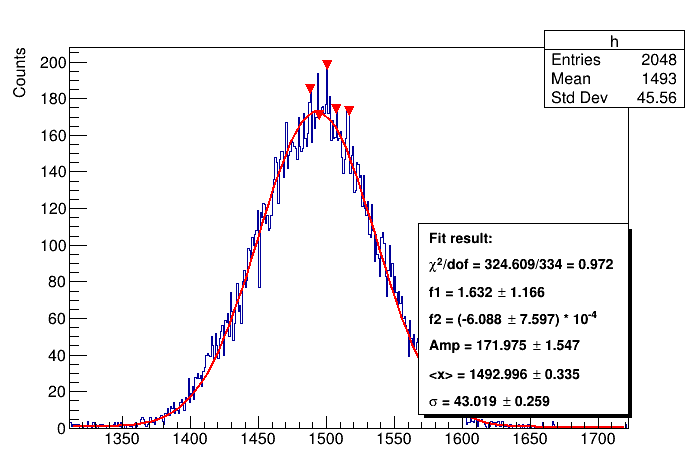 h
Entries 2048
Mean 1493
Std Dev 45.56
Counts
200
180
160
140
120
100
80
60
40
20
0
Fit result:
χ²/dof = 324.609/334 = 0.972
f1 = 1.632 ± 1.166
f2 = (-6.088 ± 7.597) * 10⁻⁴
Amp = 171.975 ± 1.547
<x> = 1492.996 ± 0.335
σ = 43.019 ± 0.259
1350 1400 1450 1500 1550 1600 1650 1700